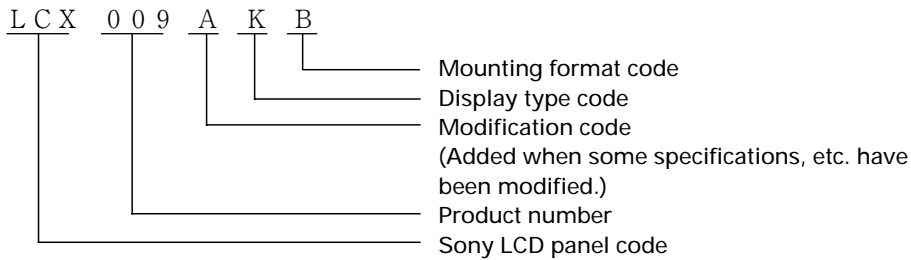 LCX 009 A K B
Mounting format code
Display type code
Modification code
(Added when some specifications, etc. have
been modified.)
Product number
Sony LCD panel code